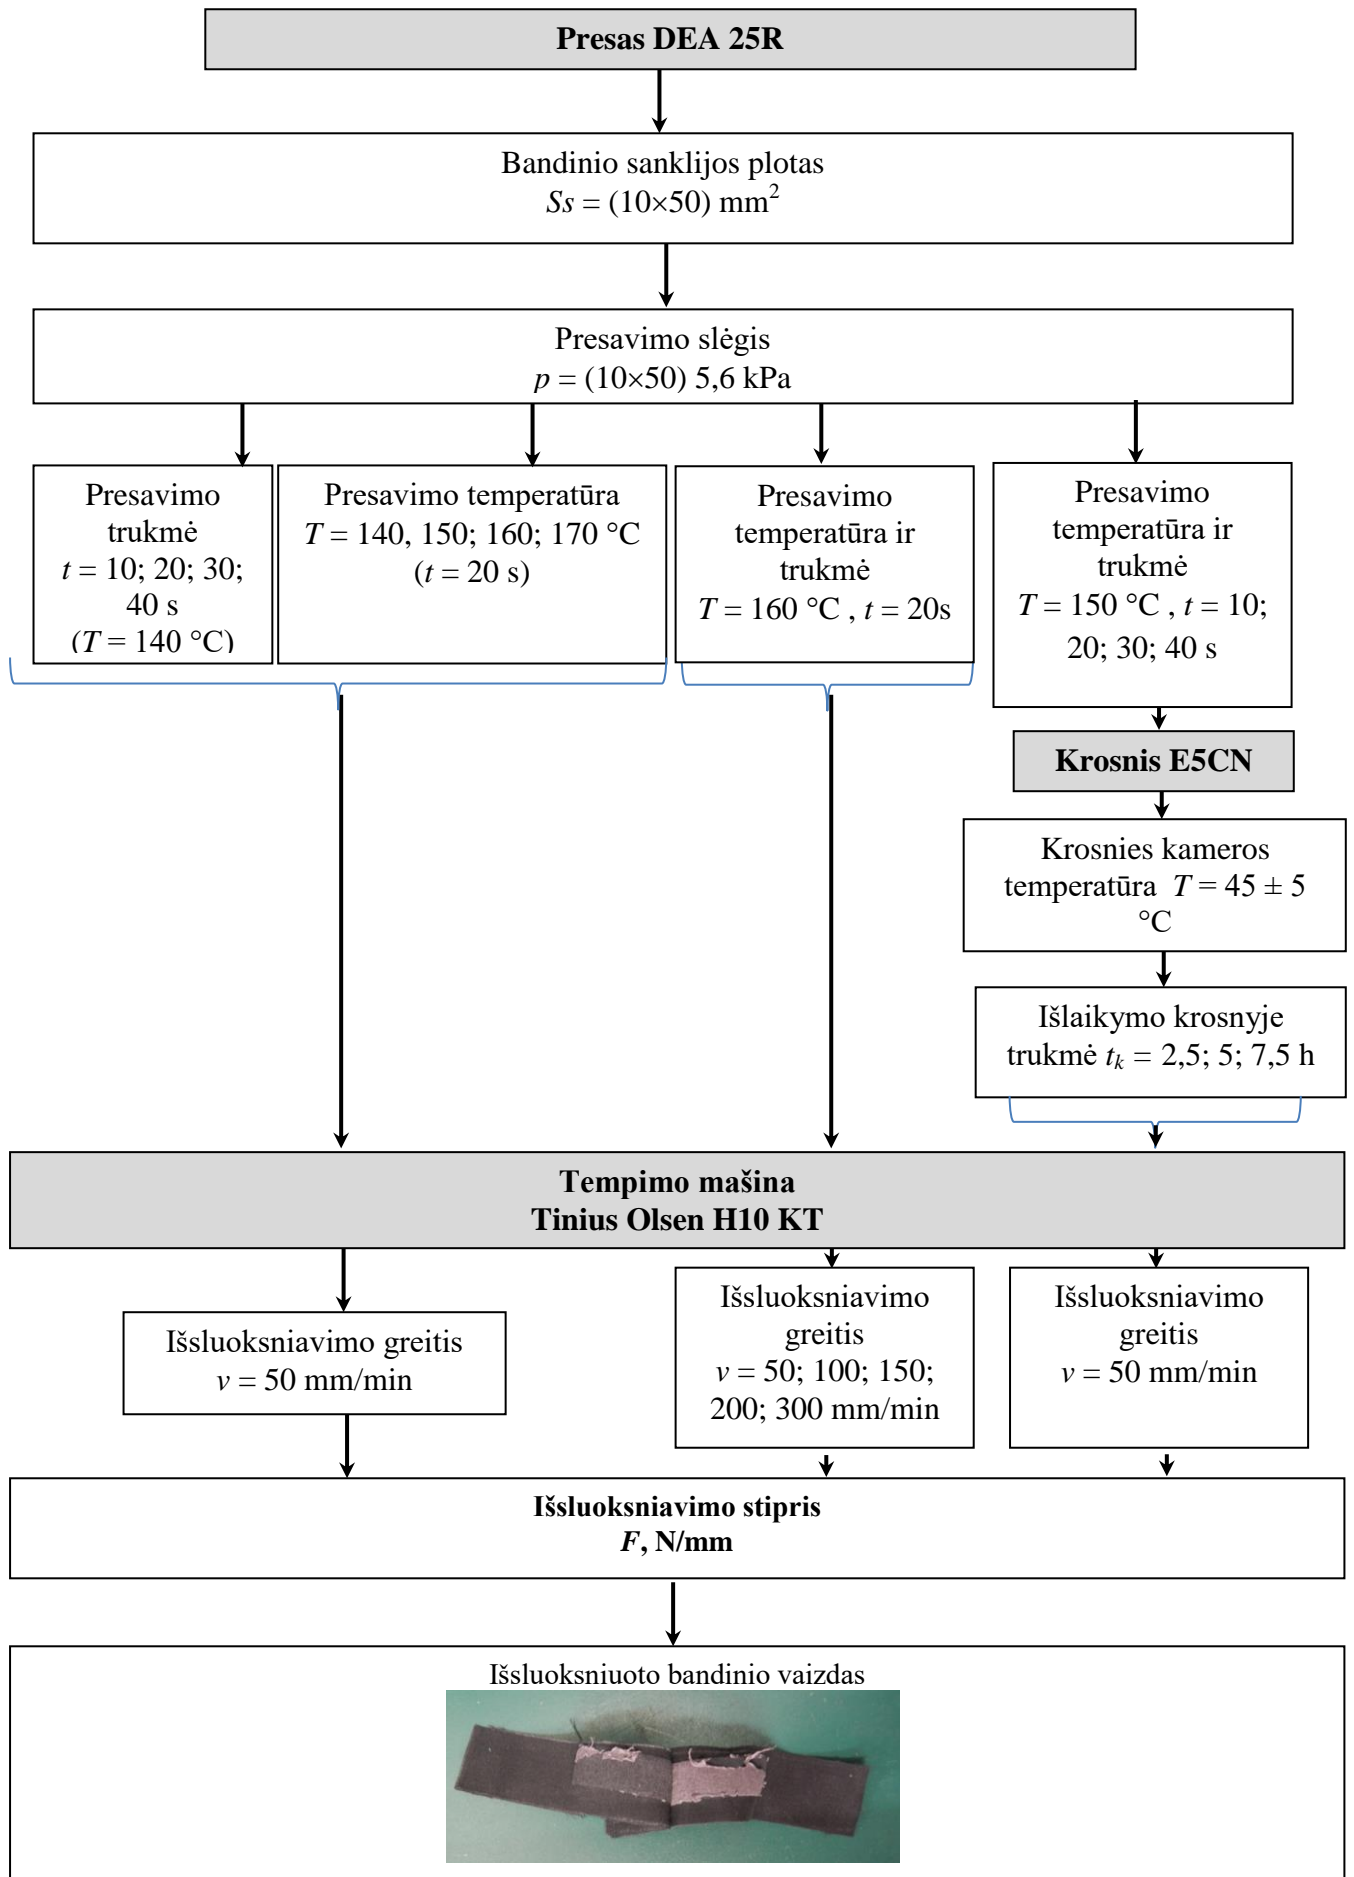 Presas DEA 25R
Bandinio sanklijos plotas
Ss = (10×50) mm²
Presavimo slėgis
p = (10×50) 5,6 kPa
Presavimo
trukmė
t = 10; 20; 30;
40 s
(T = 140 °C)
Presavimo temperatūra
T = 140, 150; 160; 170 °C
(t = 20 s)
Presavimo
temperatūra ir
trukmė
T = 160 °C , t = 20s
Presavimo
temperatūra ir
trukmė
T = 150 °C , t = 10;
20; 30; 40 s
Krosnis E5CN
Krosnies kameros
temperatūra T = 45 ± 5
°C
Išlaikymo krosnyje
trukmė tk = 2,5; 5; 7,5 h
Tempimo mašina
Tinius Olsen H10 KT
Išsluoksniavimo greitis
v = 50 mm/min
Išsluoksniavimo
greitis
v = 50; 100; 150;
200; 300 mm/min
Išsluoksniavimo
greitis
v = 50 mm/min
Išsluoksniavimo stipris
F, N/mm
Išsluoksniuoto bandinio vaizdas